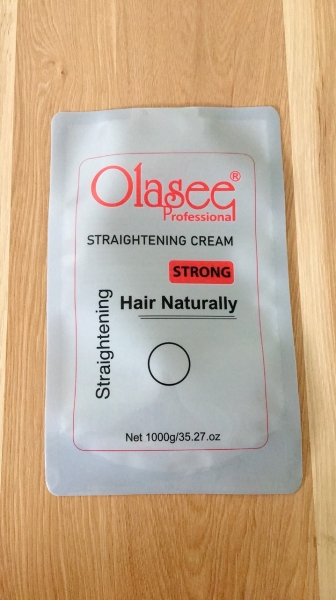 Olasee®
Professional
STRAIGHTENING CREAM
STRONG
Straightening
Hair Naturally
Net 1000g/35.27.oz